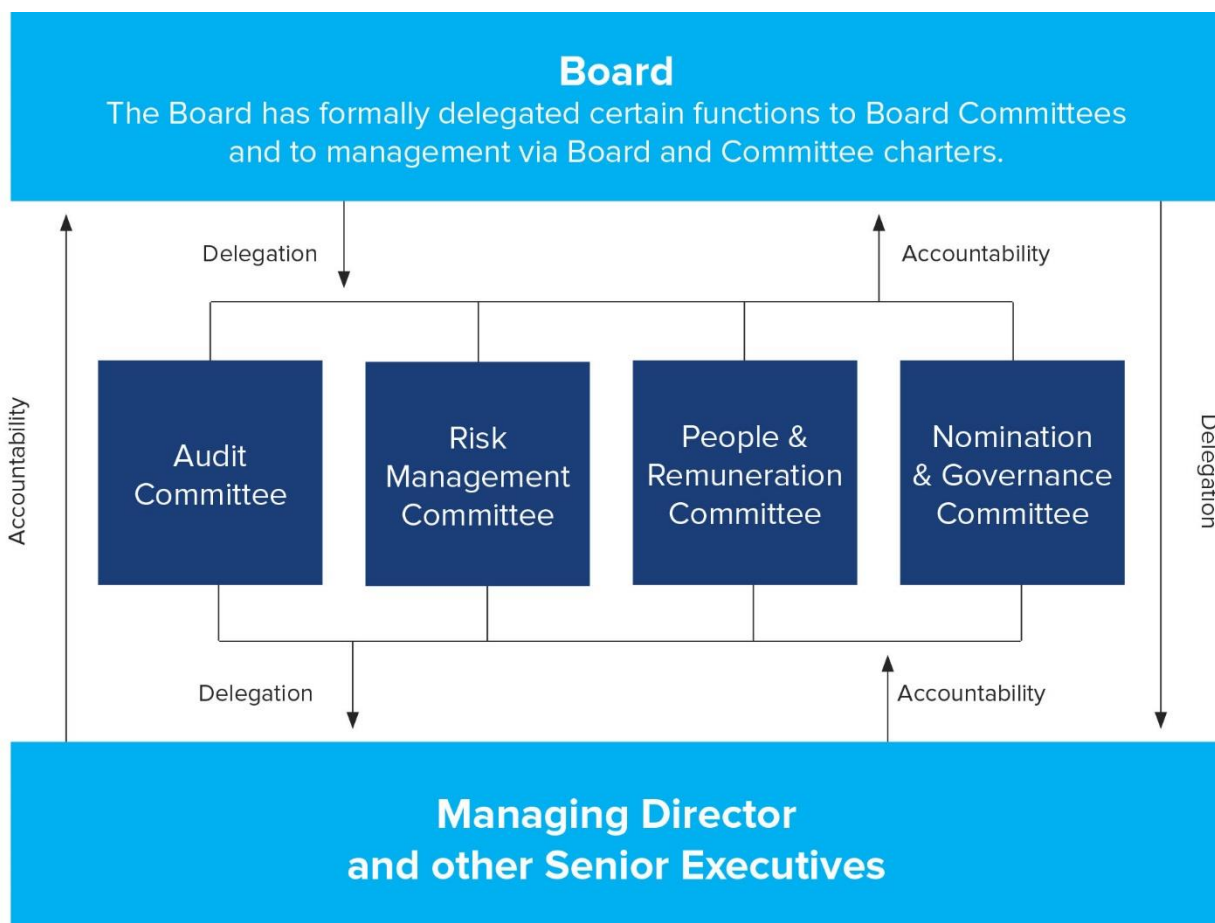 Board
The Board has formally delegated certain functions to Board Committees
and to management via Board and Committee charters.
Delegation
Accountability
Accountability
Delegation
Audit
Committee
Risk
Management
Committee
People &
Remuneration
Committee
Nomination
& Governance
Committee
Delegation
Accountability
Managing Director
and other Senior Executives